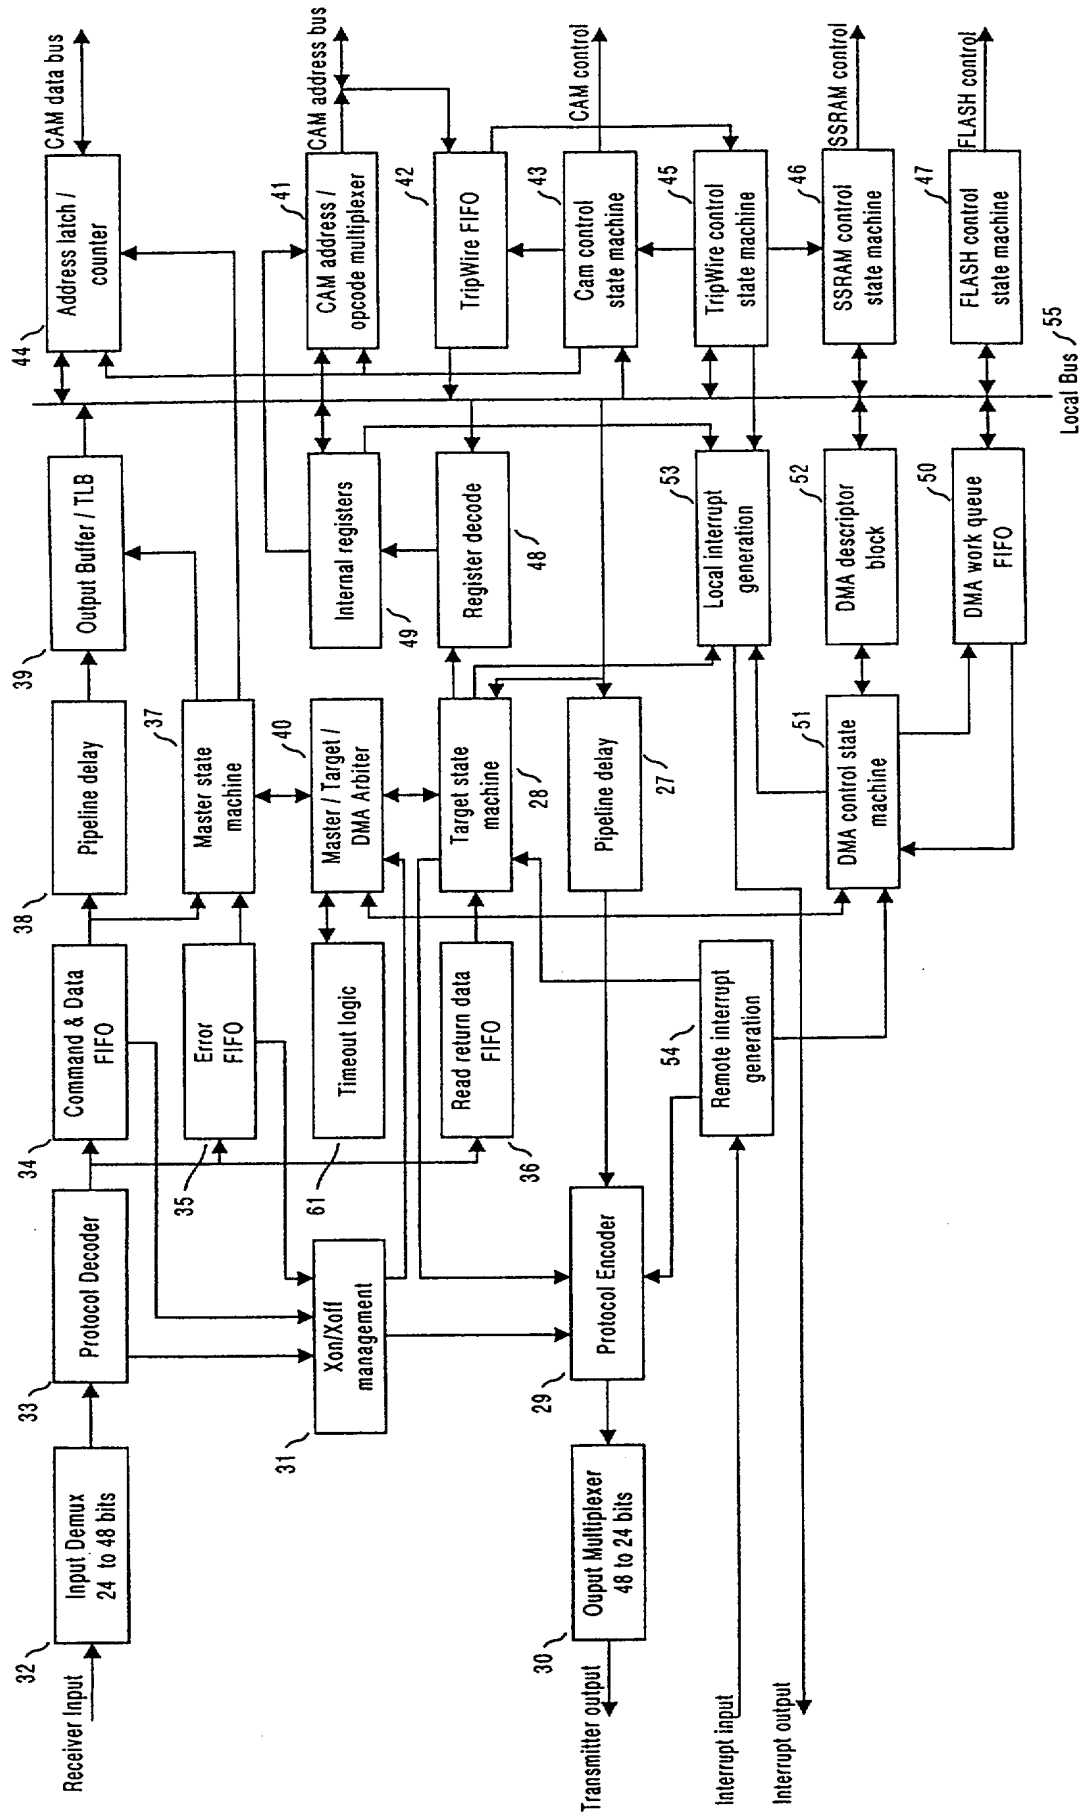 Receiver Input
32
Input Demux
24 to 48 bits
33
Protocol Decoder
34
Command & Data
FIFO
38
Pipeline delay
39
Output Buffer / TLB
44
Address latch /
counter
CAM data bus
35
Error
FIFO
37
Master state
machine
31
Xon/Xoff
management
61
Timeout logic
40
Master / Target /
DMA Arbiter
49
Internal registers
41
CAM address /
opcode multiplexer
CAM address bus
36
Read return data
FIFO
28
Target state
machine
48
Register decode
42
TripWire FIFO
Transmitter output
30
Ouput Multiplexer
48 to 24 bits
29
Protocol Encoder
27
Pipeline delay
43
Cam control
state machine
CAM control
Interrupt input
Interrupt output
54
Remote interrupt
generation
53
Local interrupt
generation
45
TripWire control
state machine
51
DMA control state
machine
52
DMA descriptor
block
46
SSRAM control
state machine
SSRAM control
50
DMA work queue
FIFO
47
FLASH control
state machine
FLASH control
Local Bus 55